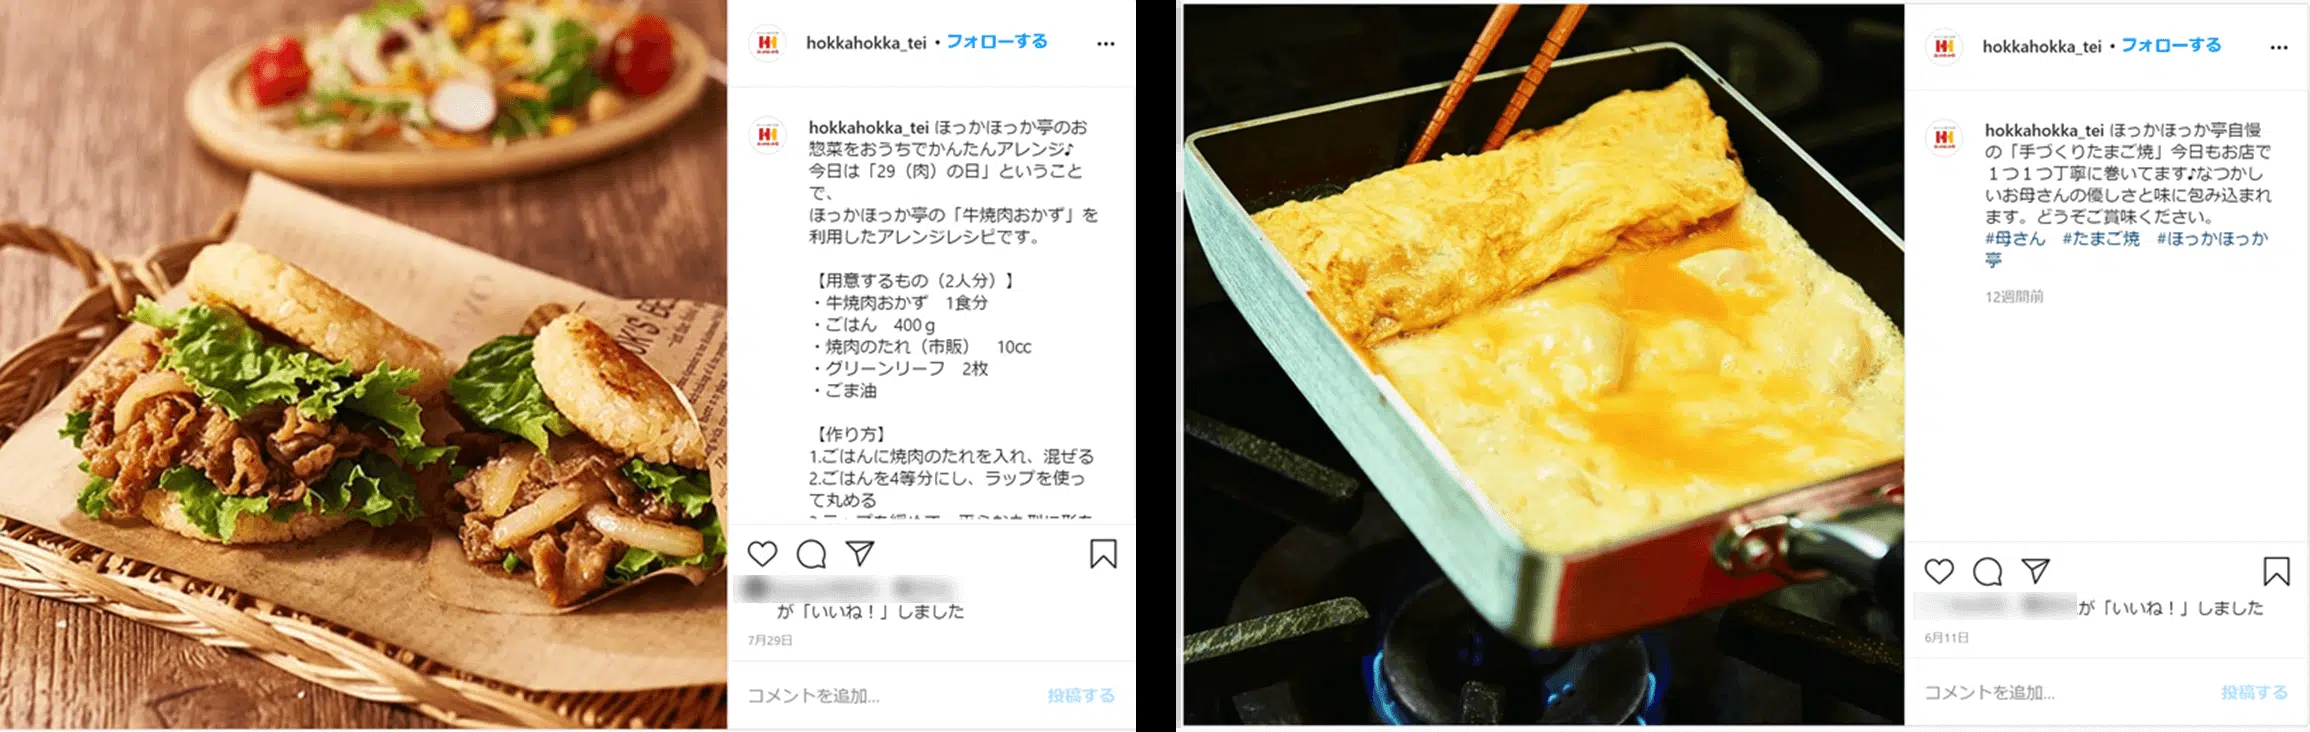 hokkahokka_tei • フォローする
hokkahokka_tei ほっかほっか亭のお
惣菜をおうちでかんたんアレンジ♪
今日は「29（肉）の日」ということ
で、
ほっかほっか亭の「牛焼肉おかず」を
利用したアレンジレシピです。
【用意するもの（2人分）】
・牛焼肉おかず　1食分
・ごはん　400g
・焼肉のたれ（市販）　10cc
・グリーンリーフ　2枚
・ごま油
【作り方】
1.ごはんに焼肉のたれを入れ、混ぜる
2.ごはんを4等分にし、ラップを使っ
て丸める
が「いいね！」しました
7月29日
コメントを追加...
投稿する
hokkahokka_tei • フォローする
hokkahokka_tei ほっかほっか亭自慢
の「手づくりたまご焼」今日もお店で
１つ１つ丁寧に巻いてます♪なつかし
いお母さんの優しさと味に包み込まれ
ます。どうぞご賞味ください。
#母さん　#たまご焼　#ほっかほっか
亭
12週間前
が「いいね！」しました
6月11日
コメントを追加...
投稿する